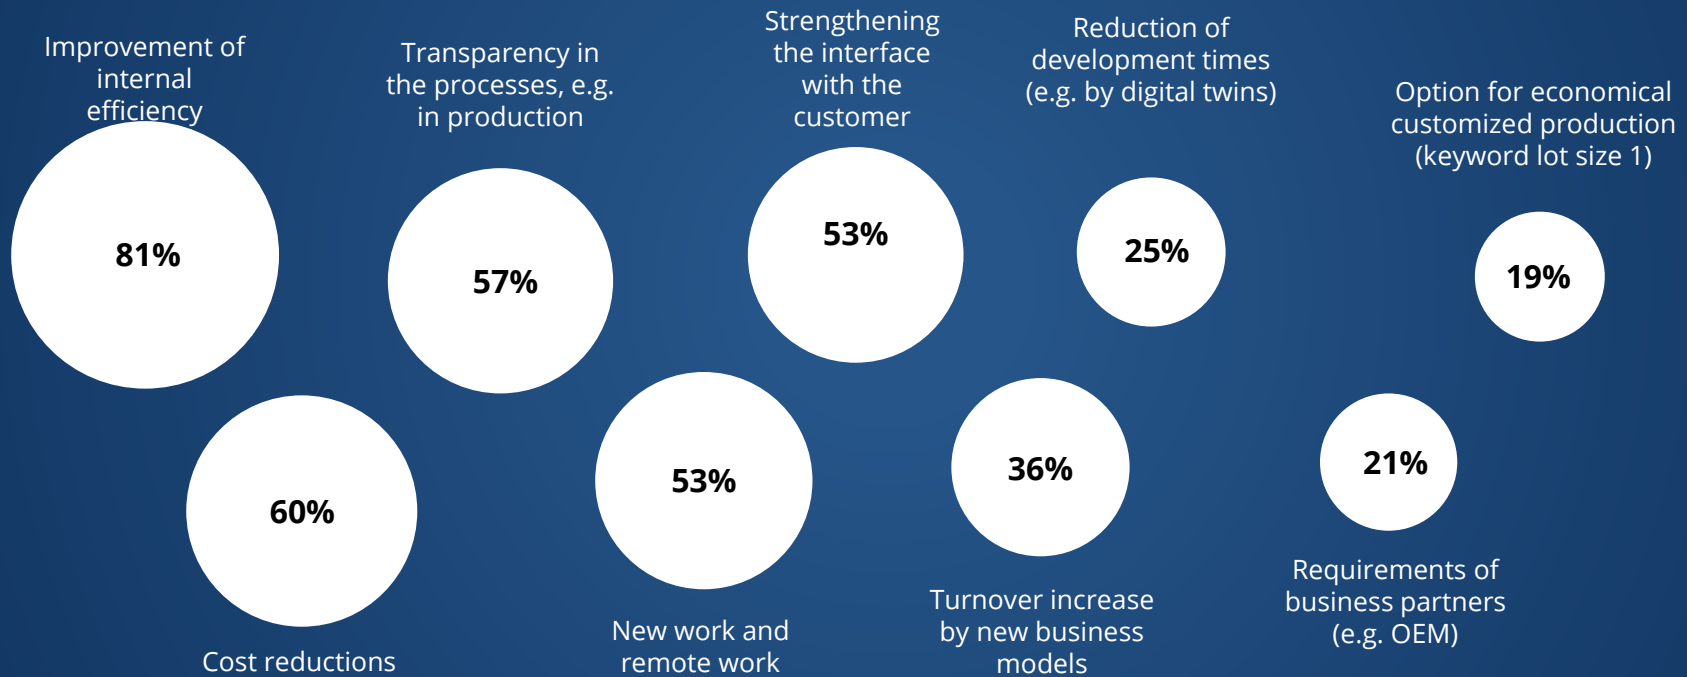 Improvement of
internal
efficiency
81%
Cost reductions
60%
Transparency in
the processes, e.g.
in production
57%
New work and
remote work
53%
Strengthening
the interface
with the
customer
53%
Turnover increase
by new business
models
36%
Reduction of
development times
(e.g. by digital twins)
25%
Requirements of
business partners
(e.g. OEM)
21%
Option for economical
customized production
(keyword lot size 1)
19%